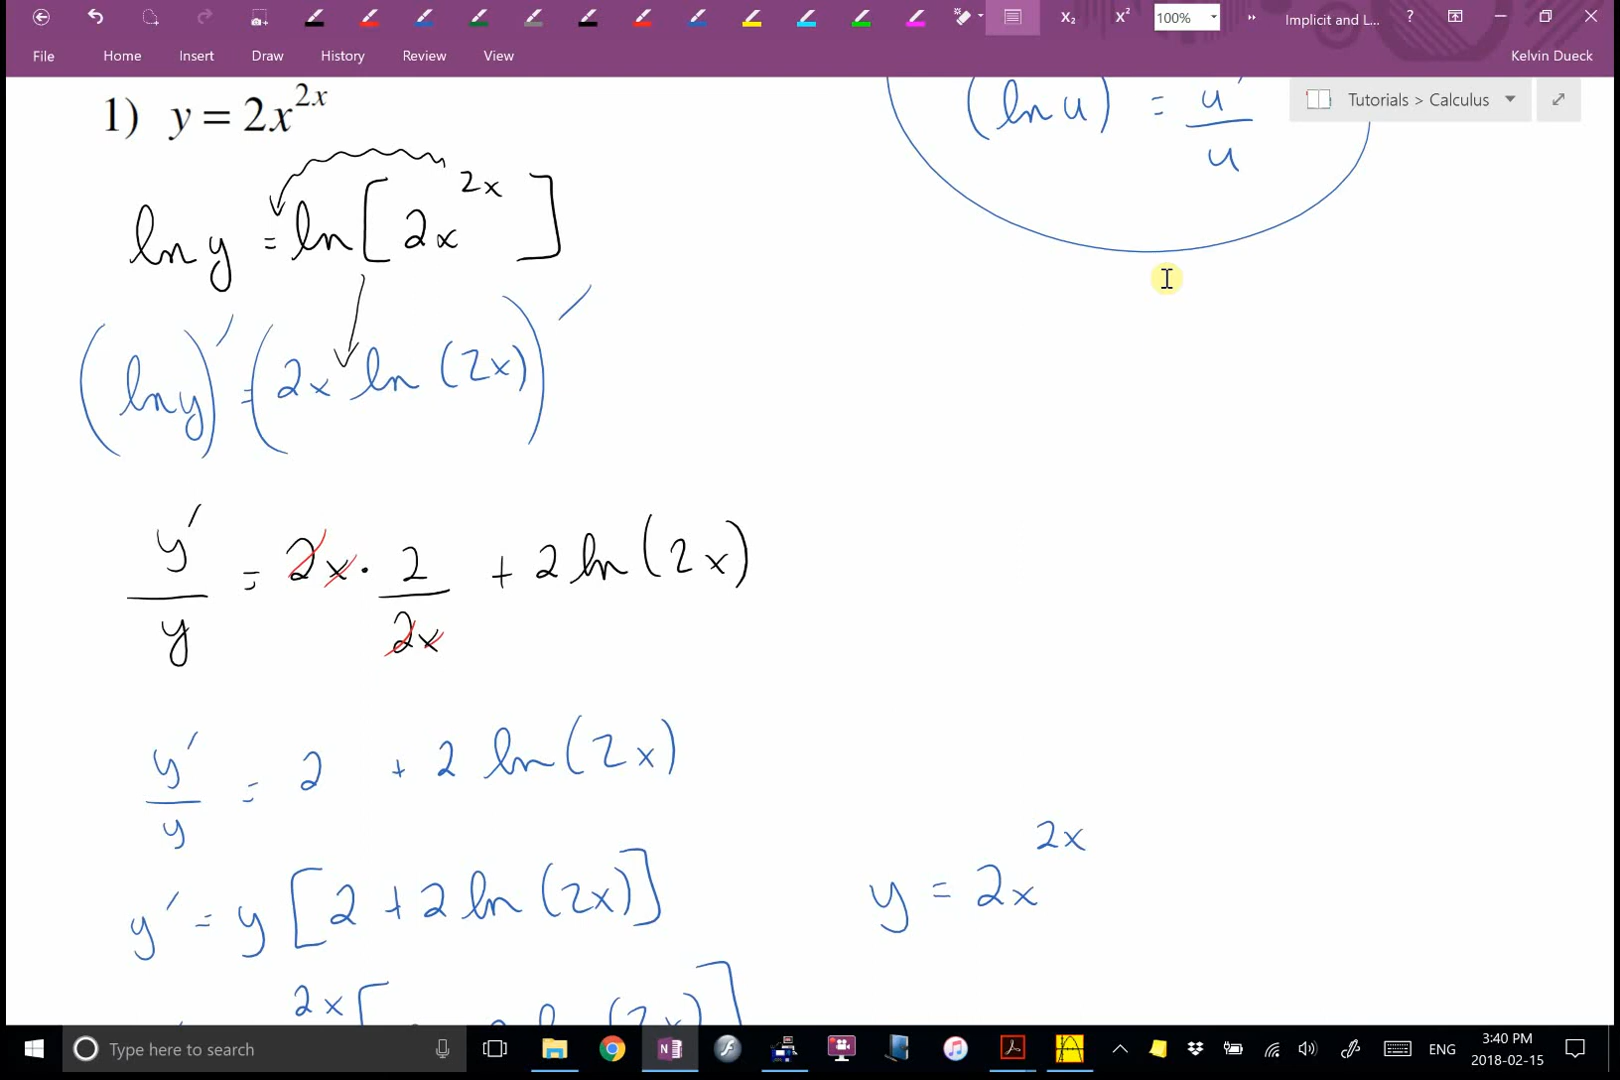 100%
Implicit and L...
File Home Insert Draw History Review View
Kelvin Dueck
Tutorials > Calculus
(ln u)' = u'/u
1) y = 2x^{2x}
ln y = ln[2x^{2x}]
(ln y)' = (2x ln(2x))'
y'/y = 2x · 2/2x + 2 ln(2x)
y'/y = 2 + 2 ln(2x)
y' = y[2 + 2 ln(2x)]
y = 2x^{2x}
Type here to search
ENG
3:40 PM
2018-02-15